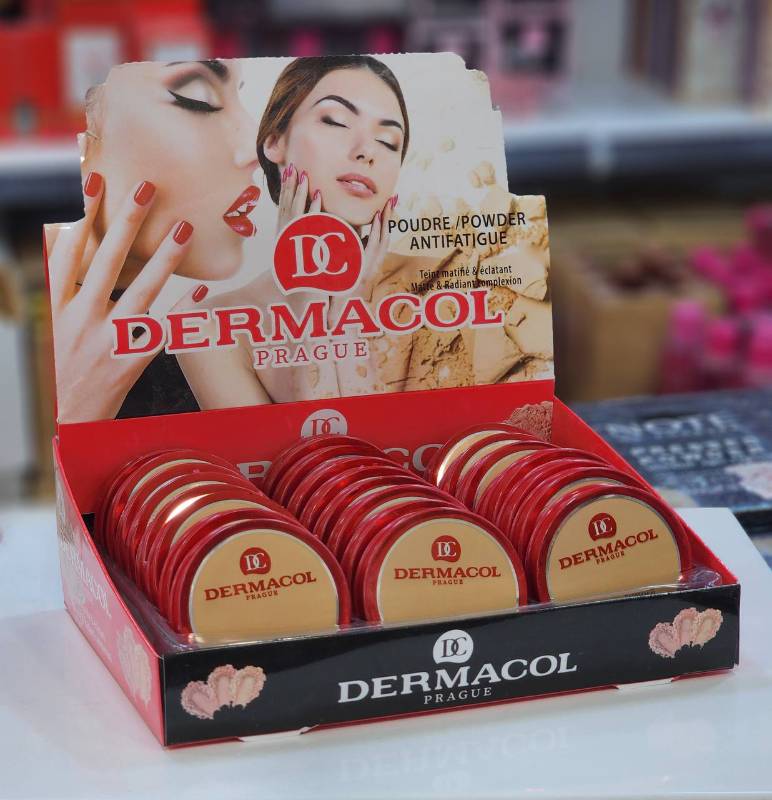 POUDRE /POWDER
ANTIFATIGUE
Teint matifié & éclatant
Matte & Radiant complexion
DC
DERMACOL
PRAGUE
DC
DERMACOL
DC
DERMACOL
PRAGUE
DC
DERMACOL
PRAGUE
DC
DERMACOL
PRAGUE
DC
DERMACOL
PRAGUE